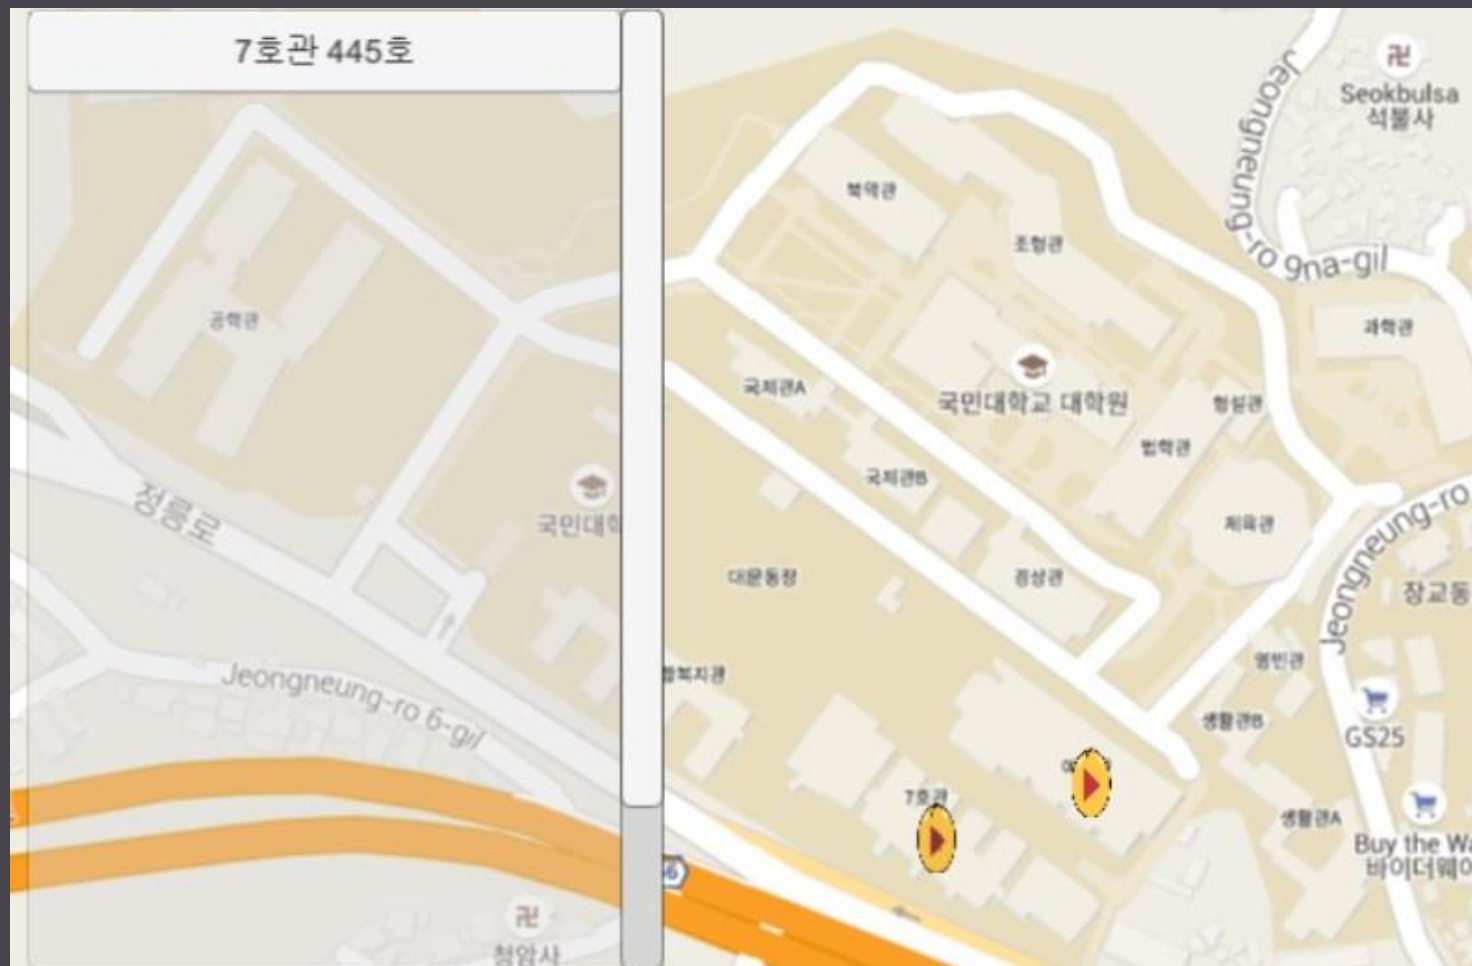 7호관 445호
Jeongneung-ro 9na-gil
Seokbulsa
석불사
북악관
조형관
공학관
과학관
국제관A
국민대학교 대학원
형설관
법학관
국제관B
정릉로
국민대학
체육관
Jeongneung-ro
대운동장
경상관
장교동
영빈관
합복지관
Jeongneung-ro 6-gil
생활관B
GS25
7호관
생활관A
Buy the Wa
바이더웨이
청암사